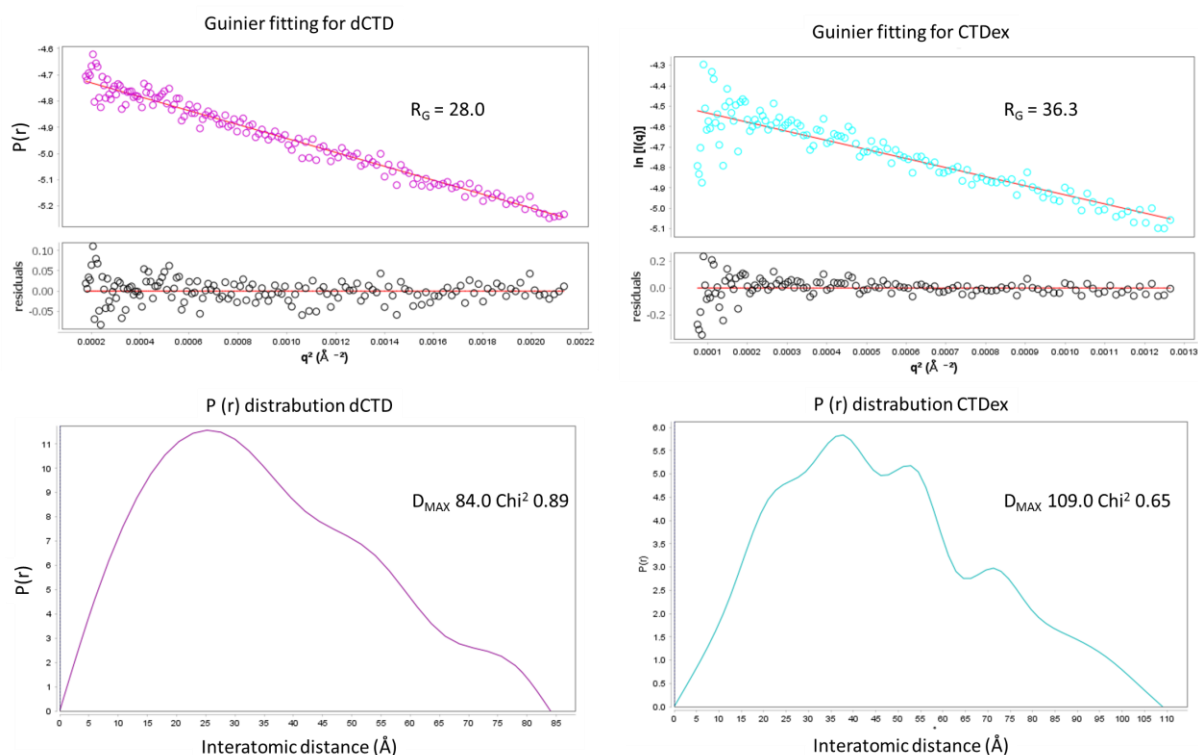 Guinier fitting for dCTD
-4.6
-4.7
-4.8
-4.9
-5.0
-5.1
-5.2
P(r)
R_G = 28.0
0.10
0.05
0.00
-0.05
residuals
0.0002 0.0004 0.0006 0.0008 0.0010 0.0012 0.0014 0.0016 0.0018 0.0020 0.0022
q² (Å ⁻²)
Guinier fitting for CTDex
-4.3
-4.4
-4.5
-4.6
-4.7
-4.8
-4.9
-5.0
-5.1
ln [I(q)]
R_G = 36.3
0.2
0.0
-0.2
residuals
0.0001 0.0002 0.0003 0.0004 0.0005 0.0006 0.0007 0.0008 0.0009 0.0010 0.0011 0.0012 0.0013
q² (Å ⁻²)
P (r) distrabution dCTD
11
10
9
8
7
6
5
4
3
2
1
0
P(r)
D_MAX 84.0 Chi² 0.89
0 5 10 15 20 25 30 35 40 45 50 55 60 65 70 75 80 85
Interatomic distance (Å)
P (r) distrabution CTDex
6.0
5.5
5.0
4.5
4.0
3.5
3.0
2.5
2.0
1.5
1.0
0.5
0.0
P(r)
D_MAX 109.0 Chi² 0.65
0 5 10 15 20 25 30 35 40 45 50 55 60 65 70 75 80 85 90 95 100 105 110
Interatomic distance (Å)